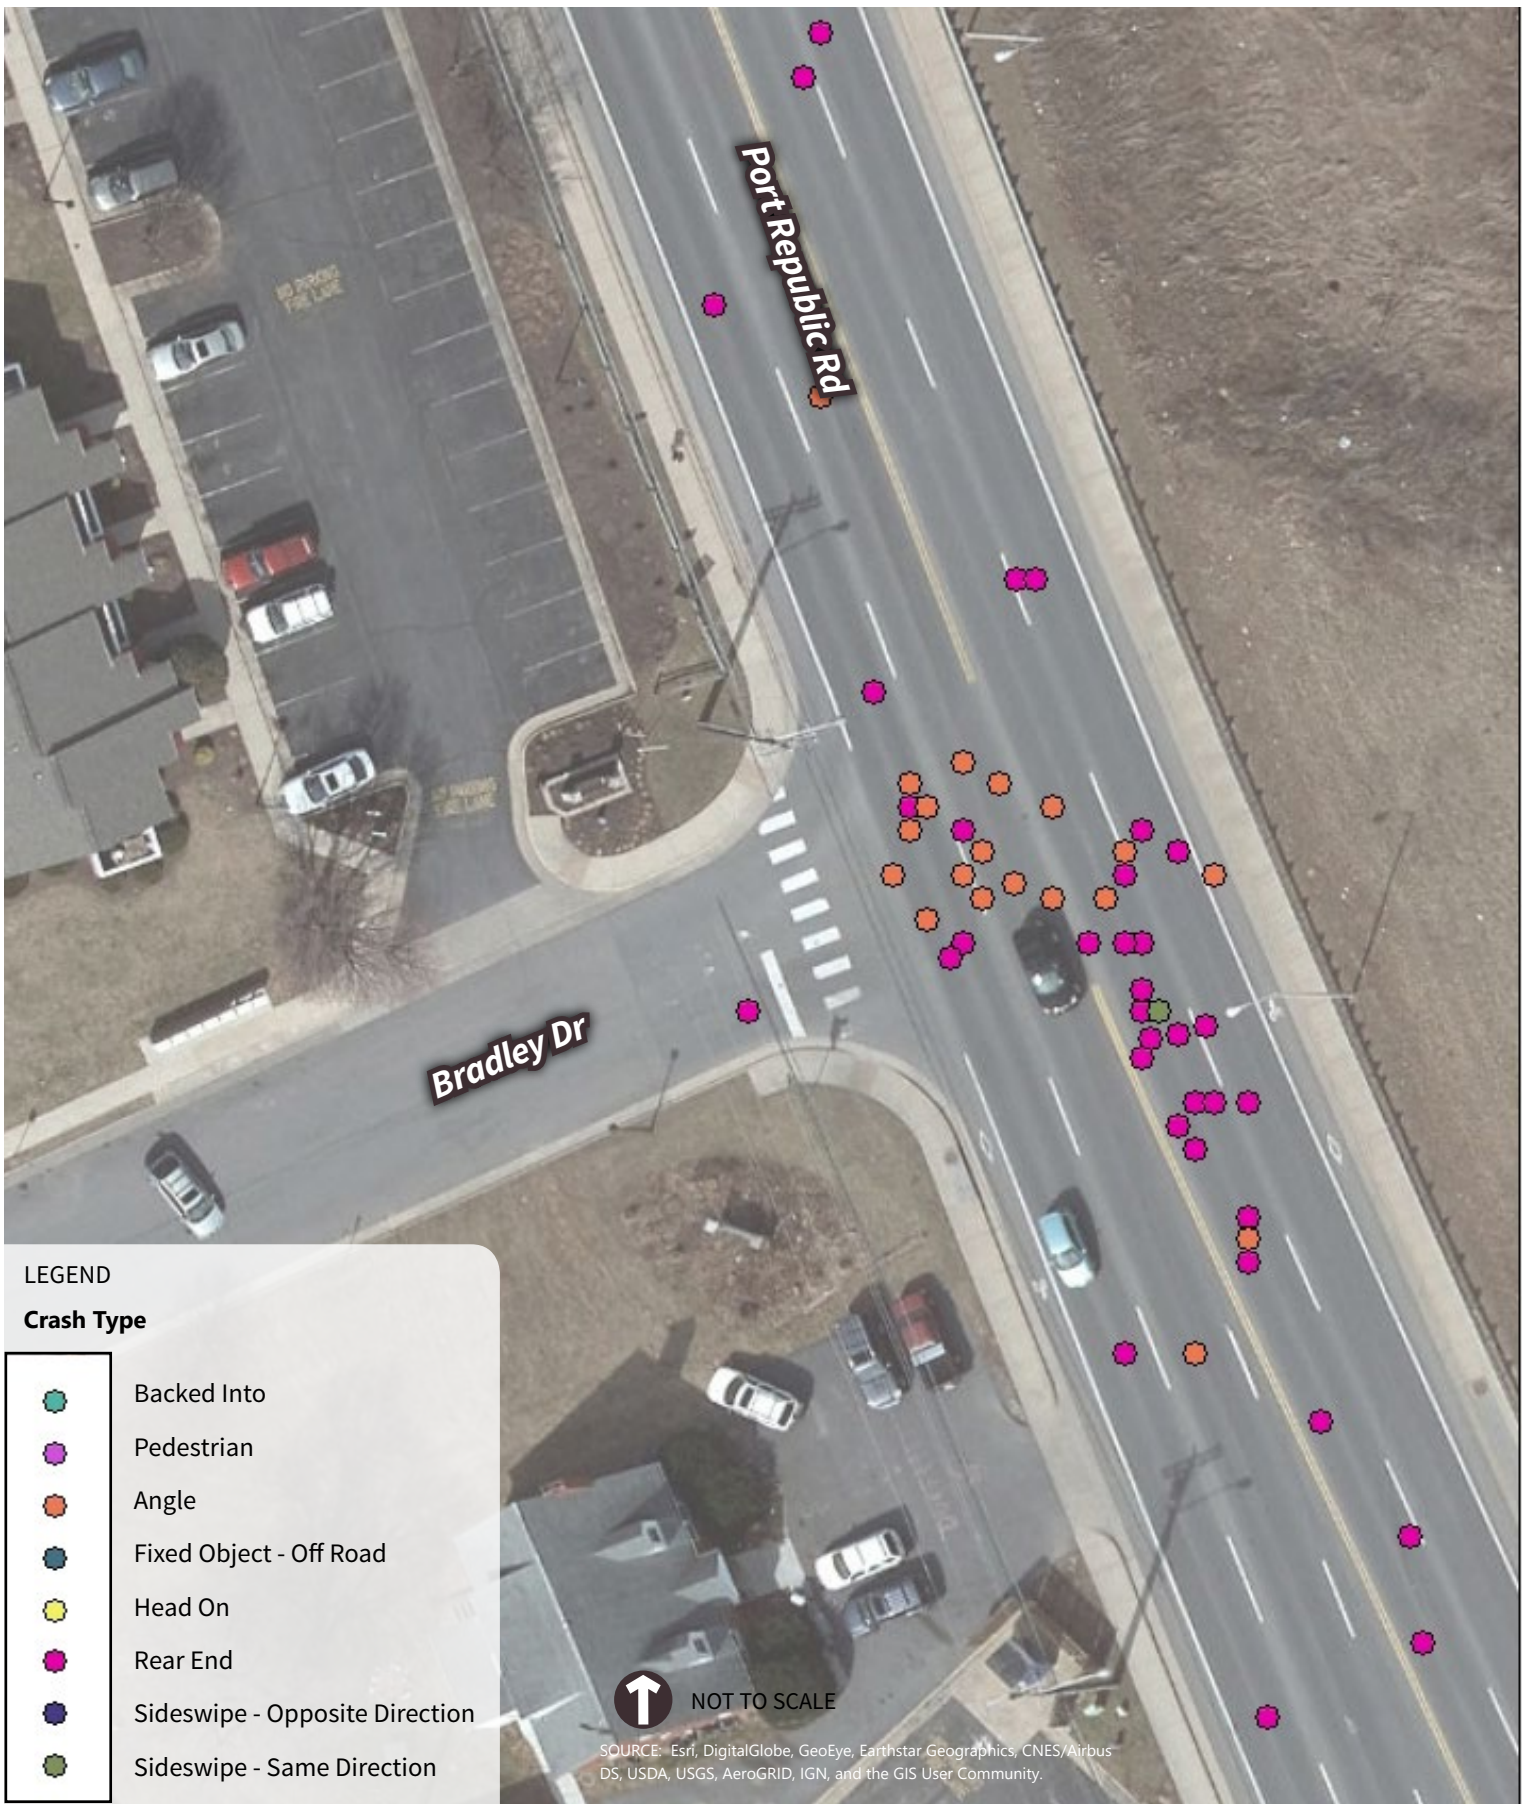 Port Republic Rd
Bradley Dr
LEGEND
Crash Type
Backed Into
Pedestrian
Angle
Fixed Object - Off Road
Head On
Rear End
Sideswipe - Opposite Direction
Sideswipe - Same Direction
NOT TO SCALE
SOURCE: Esri, DigitalGlobe, GeoEye, Earthstar Geographics, CNES/Airbus
DS, USDA, USGS, AeroGRID, IGN, and the GIS User Community.